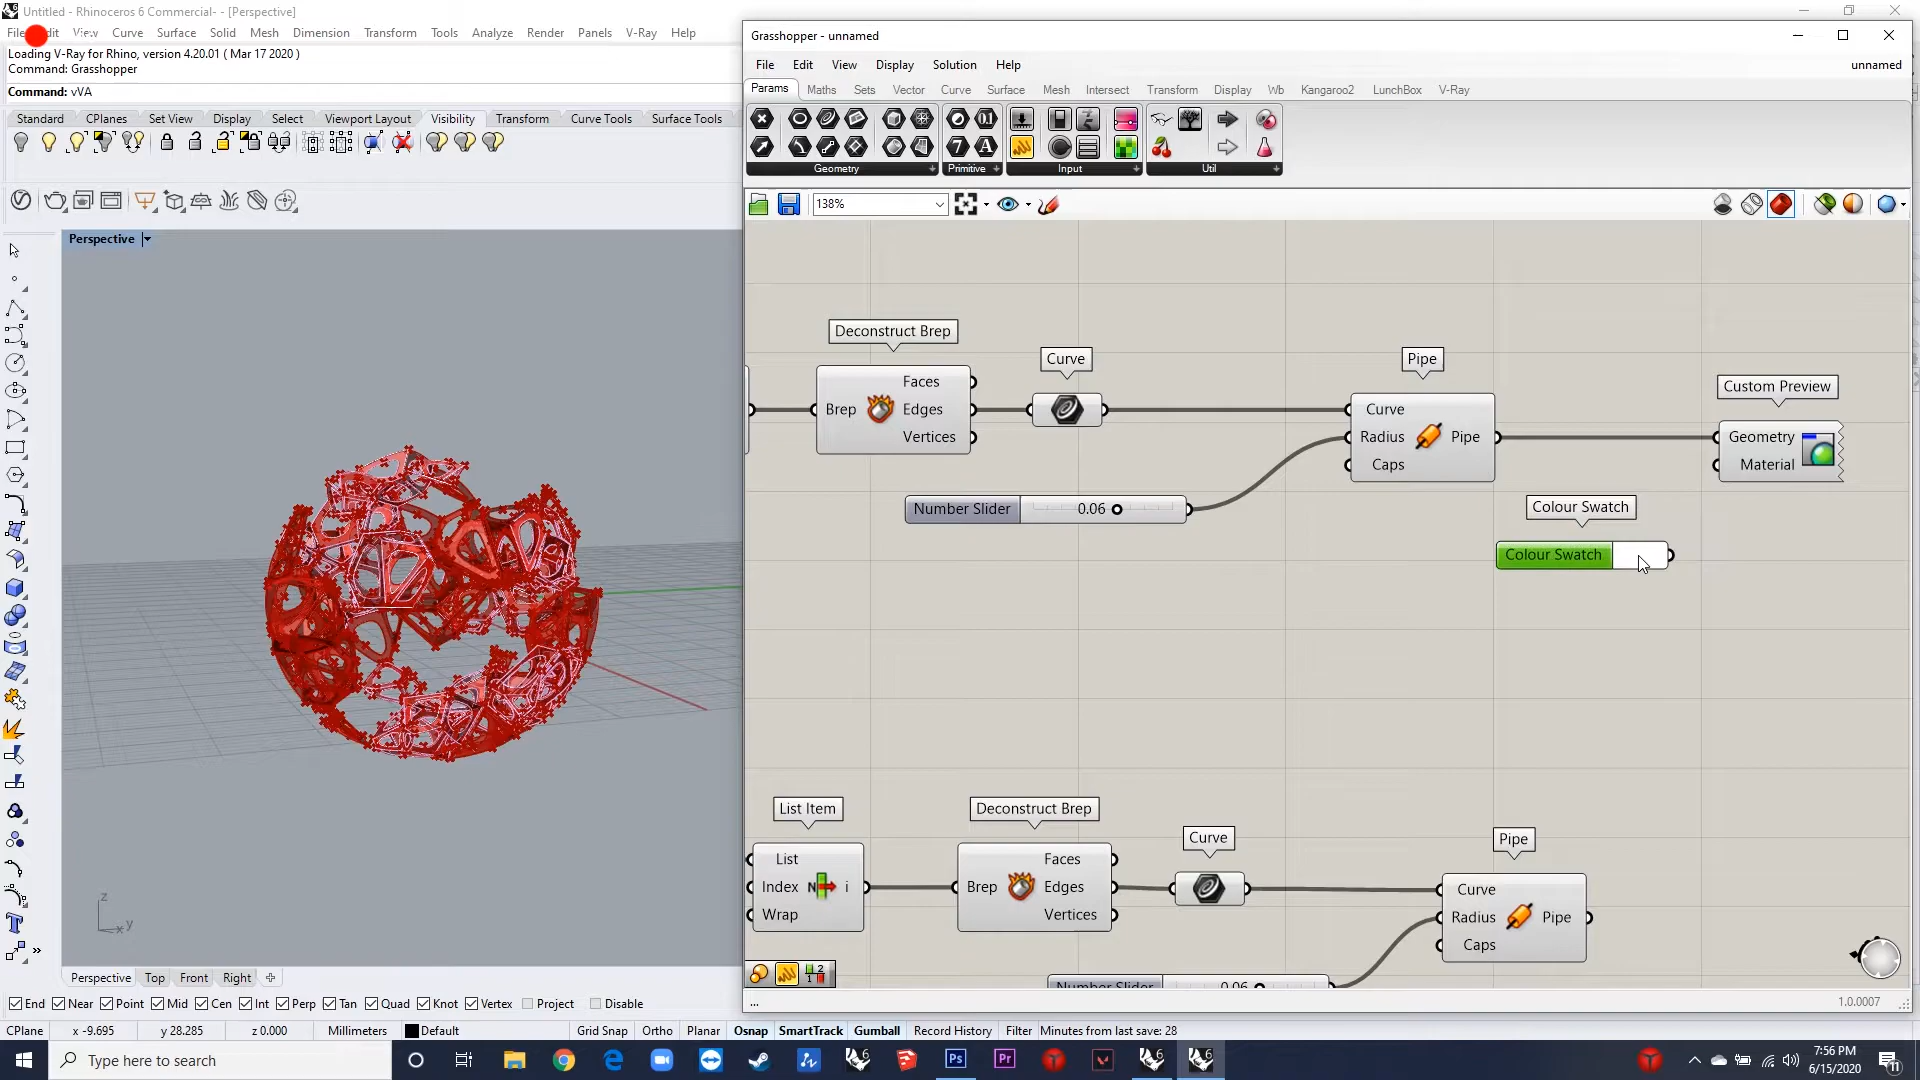 Untitled - Rhinoceros 6 Commercial- - [Perspective]
View Curve Surface Solid Mesh Dimension Transform Tools Analyze Render Panels V-Ray Help
Loading V-Ray for Rhino, version 4.20.01 ( Mar 17 2020 )
Command: Grasshopper
Command: vVA
Standard CPlanes Set View Display Select Viewport Layout Visibility Transform Curve Tools Surface Tools
Perspective
z
x y
Perspective Top Front Right
End Near Point Mid Cen Int Perp Tan Quad Knot Vertex Project Disable
CPlane x -9.695 y 28.285 z 0.000 Millimeters Default Grid Snap Ortho Planar Osnap SmartTrack Gumball Record History Filter Minutes from last save: 28
Grasshopper - unnamed
File Edit View Display Solution Help
unnamed
Params Maths Sets Vector Curve Surface Mesh Intersect Transform Display Wb Kangaroo2 LunchBox V-Ray
Geometry Primitive Input Util
138%
Deconstruct Brep
Brep
Faces
Edges
Vertices
Curve
Number Slider 0.06
Pipe
Curve
Radius
Caps
Pipe
Custom Preview
Geometry
Material
Colour Swatch
Colour Swatch
List Item
List
Index
Wrap
i
Deconstruct Brep
Brep
Faces
Edges
Vertices
Curve
Pipe
Curve
Radius
Caps
Pipe
Number Slider 0.06
...
1.0.0007
Type here to search
Ps
Pr
7:56 PM
6/15/2020
11